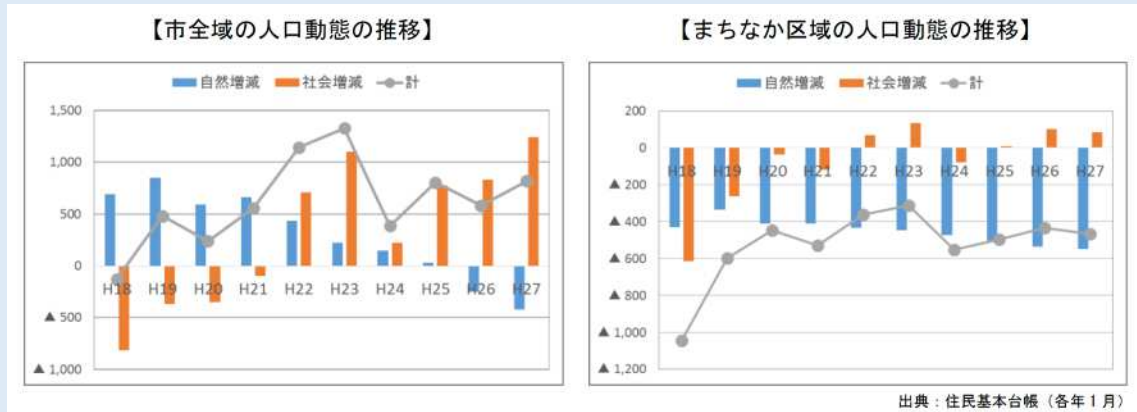 【市全域の人口動態の推移】
自然増減 社会増減 計
1,500
1,000
500
0
▲ 500
▲ 1,000
H18 H19 H20 H21 H22 H23 H24 H25 H26 H27
【まちなか区域の人口動態の推移】
自然増減 社会増減 計
200
0
▲ 200
▲ 400
▲ 600
▲ 800
▲ 1,000
▲ 1,200
H18 H19 H20 H21 H22 H23 H24 H25 H26 H27
出典：住民基本台帳（各年１月）